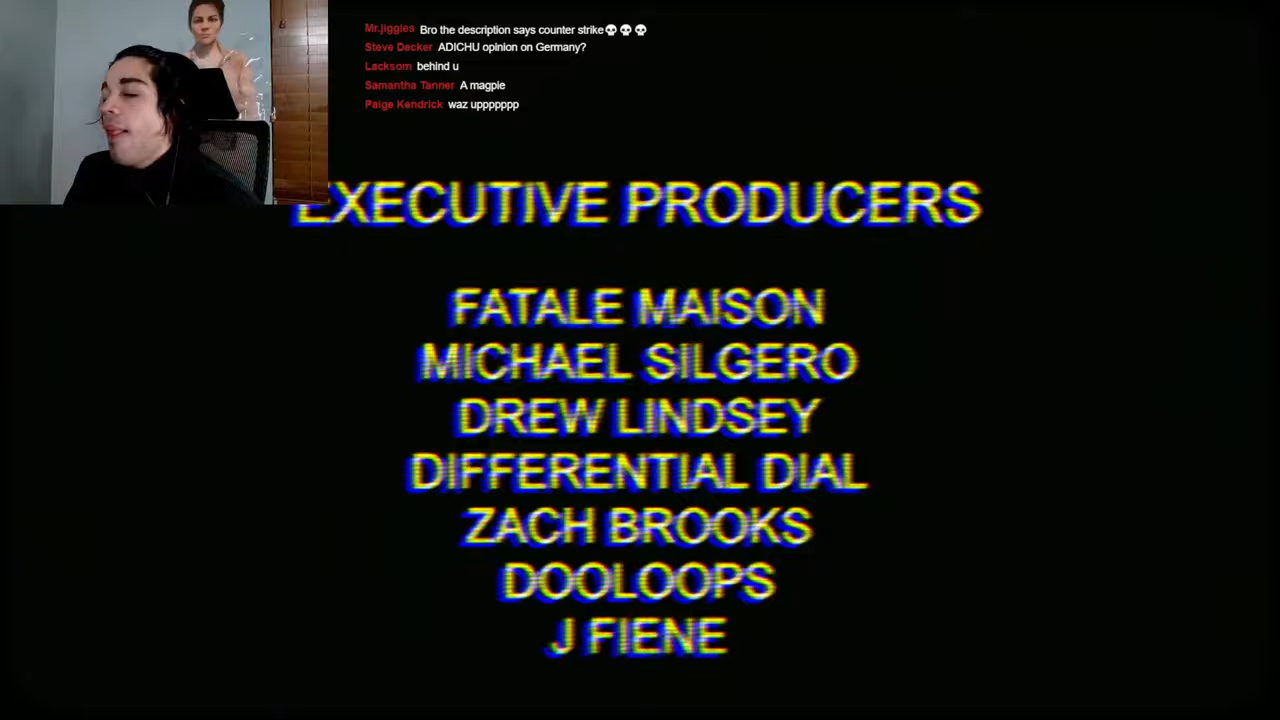 Mr.jiggles Bro the description says counter strike💀💀💀
Steve Decker ADICHU opinion on Germany?
Lacksom behind u
Samantha Tanner A magpie
Paige Kendrick waz uppppppp
EXECUTIVE PRODUCERS
FATALE MAISON
MICHAEL SILGERO
DREW LINDSEY
DIFFERENTIAL DIAL
ZACH BROOKS
DOOLOOPS
J FIENE